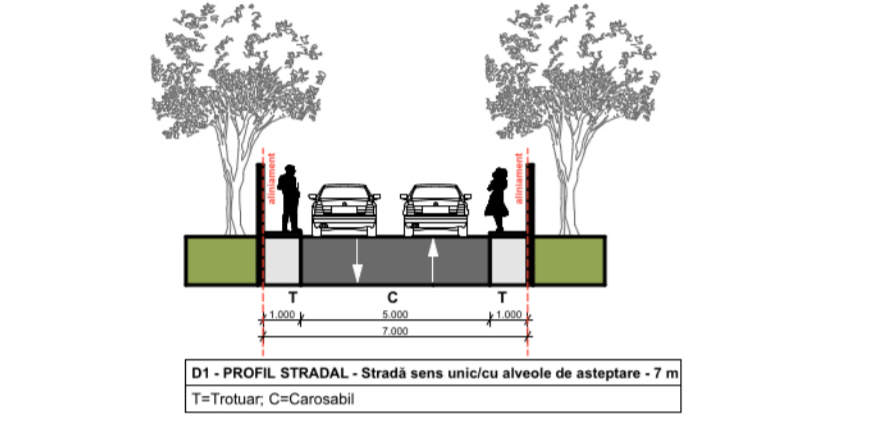 aliniament
aliniament
T C T
1.000 5.000 1.000
7.000
D1 - PROFIL STRADAL - Stradă sens unic/cu alveole de asteptare - 7 m
T=Trotuar; C=Carosabil